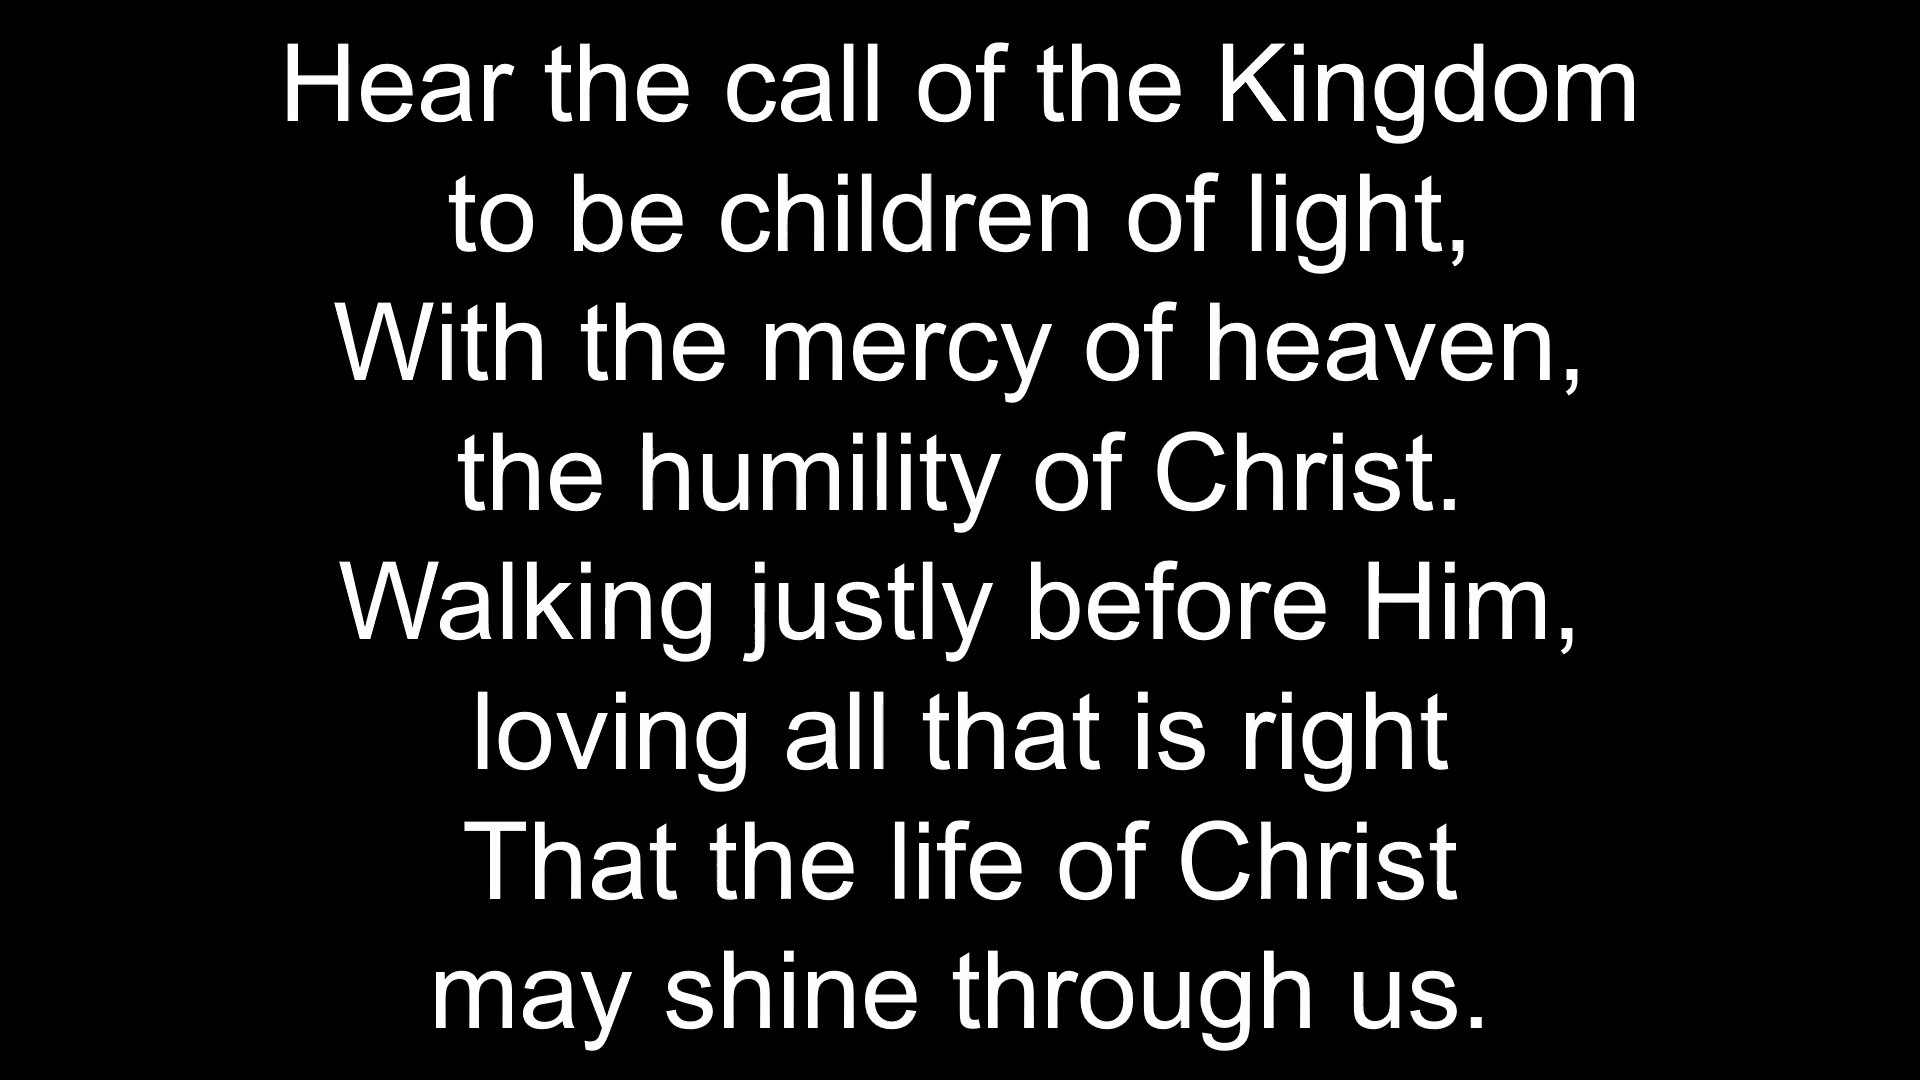 Hear the call of the Kingdom
to be children of light,
With the mercy of heaven,
the humility of Christ.
Walking justly before Him,
loving all that is right
That the life of Christ
may shine through us.